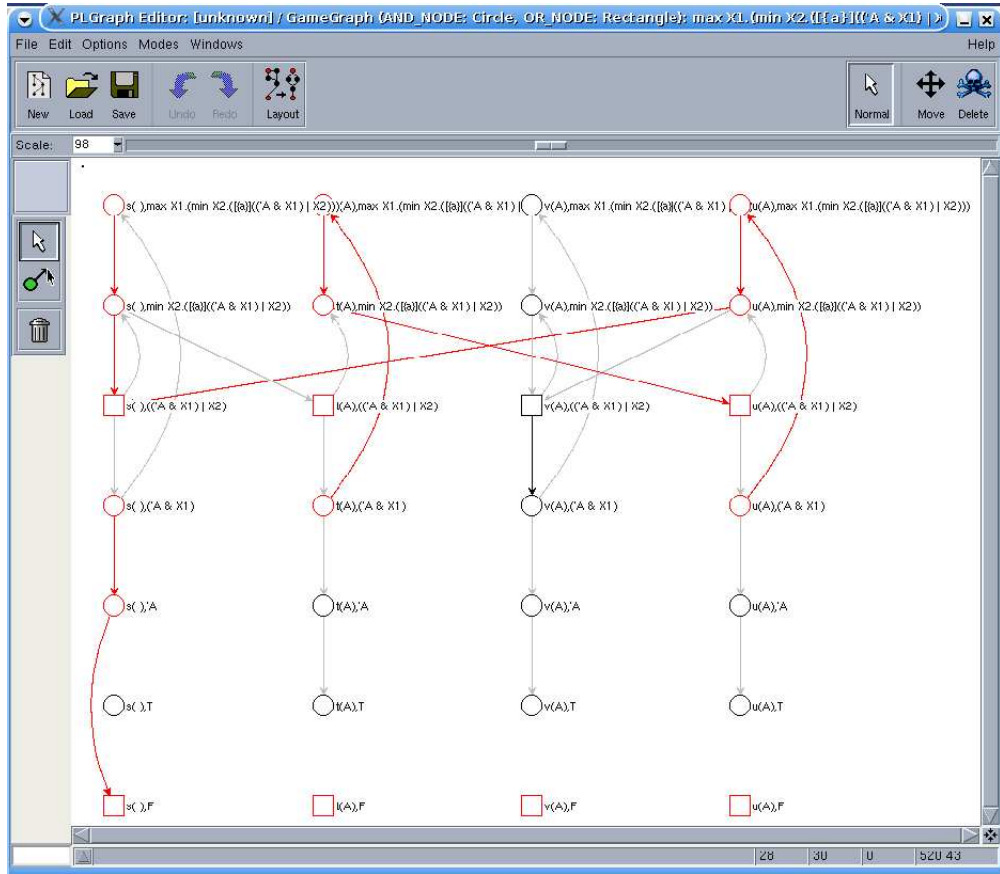 PLGraph Editor: [unknown] / GameGraph (AND_NODE: Circle, OR_NODE: Rectangle): max X1.(min X2.([{a}](('A & X1) |
File Edit Options Modes Windows Help
New Load Save Undo Redo Layout Normal Move Delete
Scale: 98
s( ),max X1.(min X2.([{a}](('A & X1) | X2))) (A),max X1.(min X2.([{a}](('A & X1) | v(A),max X1.(min X2.([{a}](('A & X1) u(A),max X1.(min X2.([{a}](('A & X1) | X2)))
s( ),min X2.([{a}](('A & X1) | X2)) t(A),min X2.([{a}](('A & X1) | X2)) v(A),min X2.([{a}](('A & X1) | X2)) u(A),min X2.([{a}](('A & X1) | X2))
s( ),(('A & X1) | X2) t(A),(('A & X1) | X2) v(A),(('A & X1) | X2) u(A),(('A & X1) | X2)
s( ),('A & X1) t(A),('A & X1) v(A),('A & X1) u(A),('A & X1)
s( ),'A t(A),'A v(A),'A u(A),'A
s( ),T t(A),T v(A),T u(A),T
s( ),F t(A),F v(A),F u(A),F
28 30 0 520 43